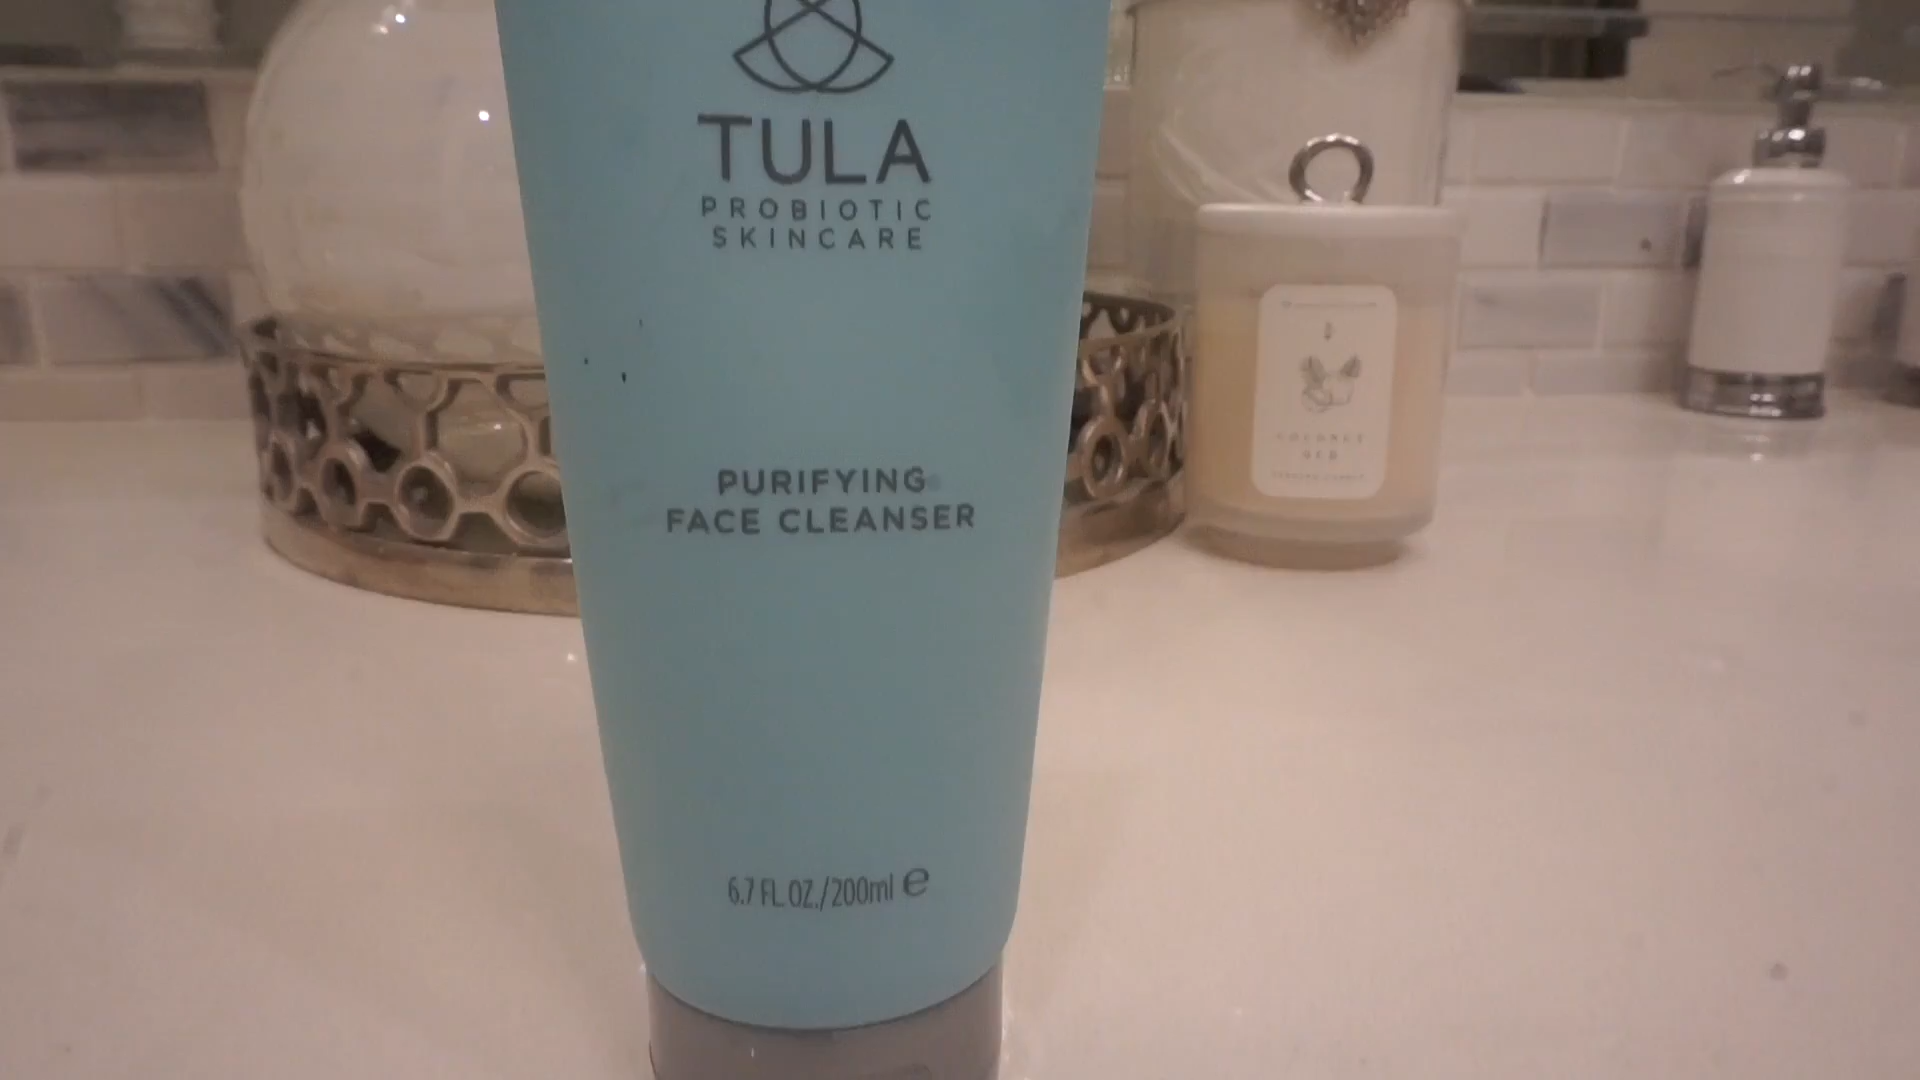 TULA
PROBIOTIC
SKINCARE
PURIFYING
FACE CLEANSER
6.7 FL.OZ./200ml e